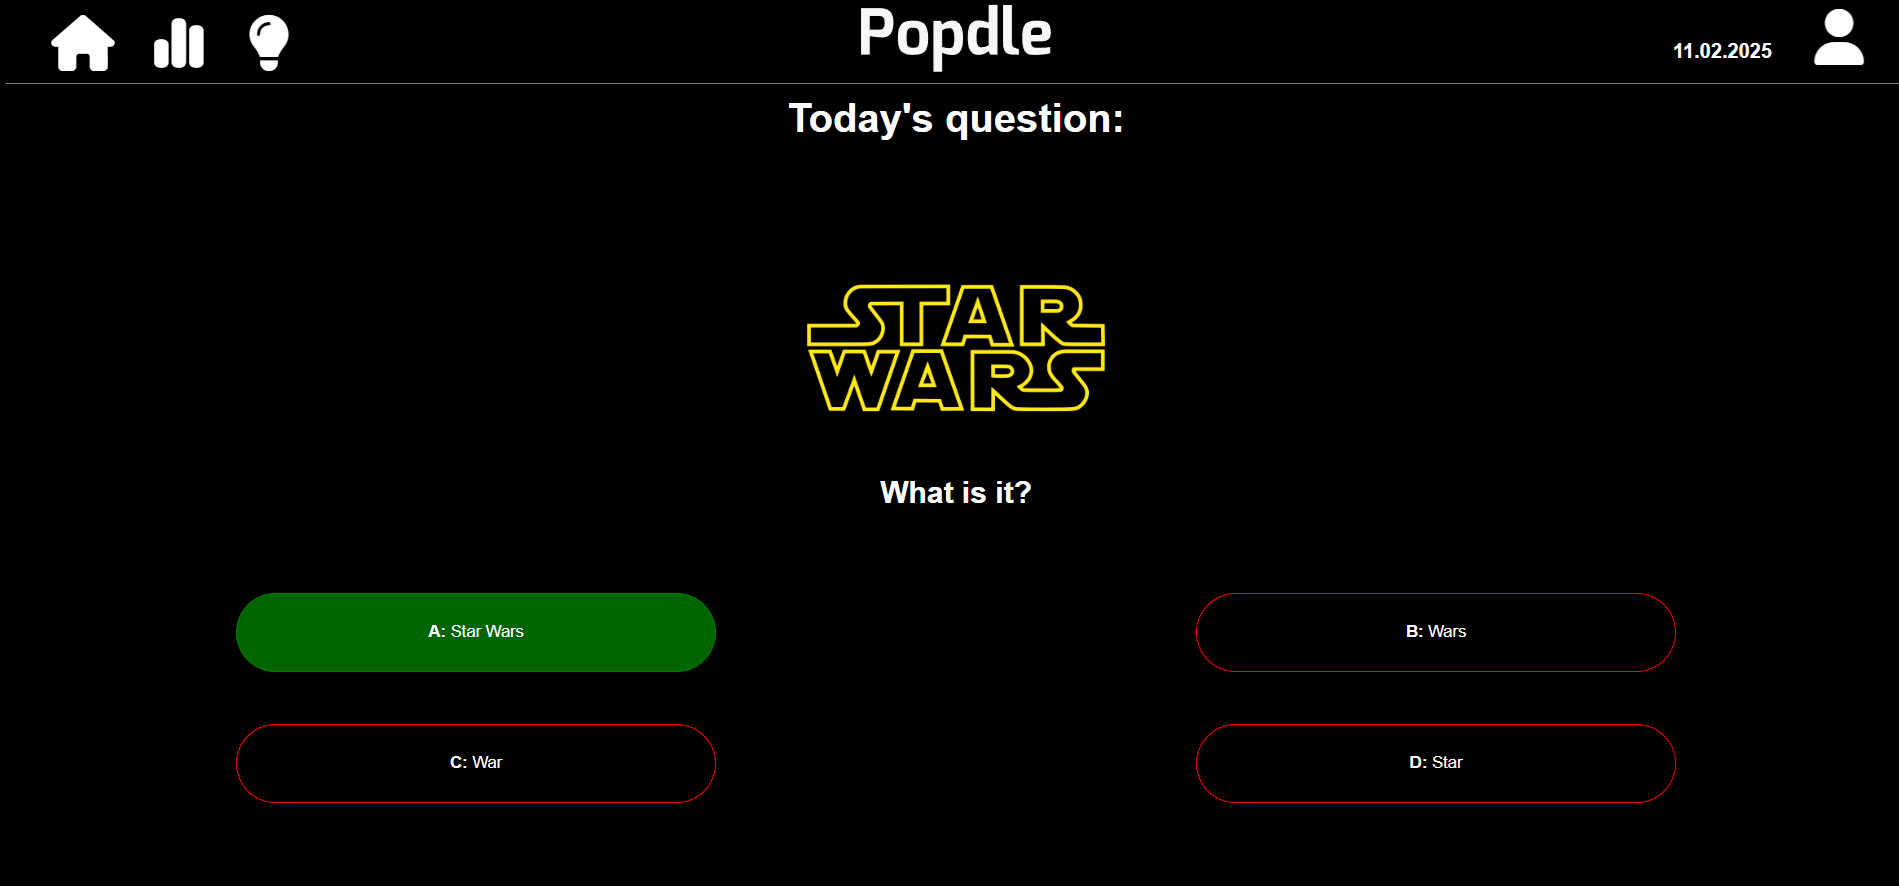 Popdle
11.02.2025
Today's question:
STAR
WARS
What is it?
A: Star Wars
B: Wars
C: War
D: Star